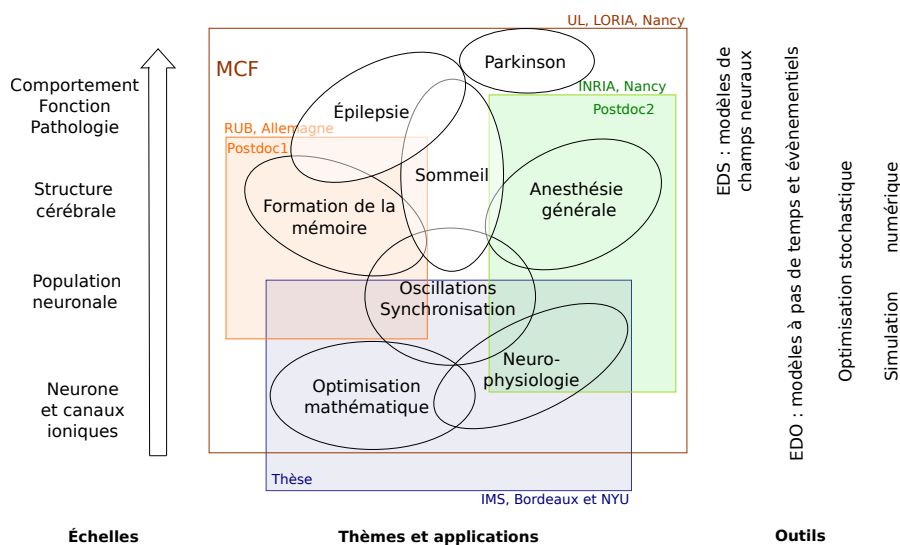 UL, LORIA, Nancy
MCF
Parkinson
INRIA, Nancy
Postdoc2
Épilepsie
RUB, Allemagne
Postdoc1
Sommeil
Formation de la
mémoire
Anesthésie
générale
Oscillations
Synchronisation
Neuro-
physiologie
Optimisation
mathématique
Thèse
IMS, Bordeaux et NYU
Comportement
Fonction
Pathologie
Structure
cérébrale
Population
neuronale
Neurone
et canaux
ioniques
EDS : modèles de
champs neuraux
EDO : modèles à pas de temps et évènementiels
Optimisation stochastique
Simulation numérique
Échelles
Thèmes et applications
Outils